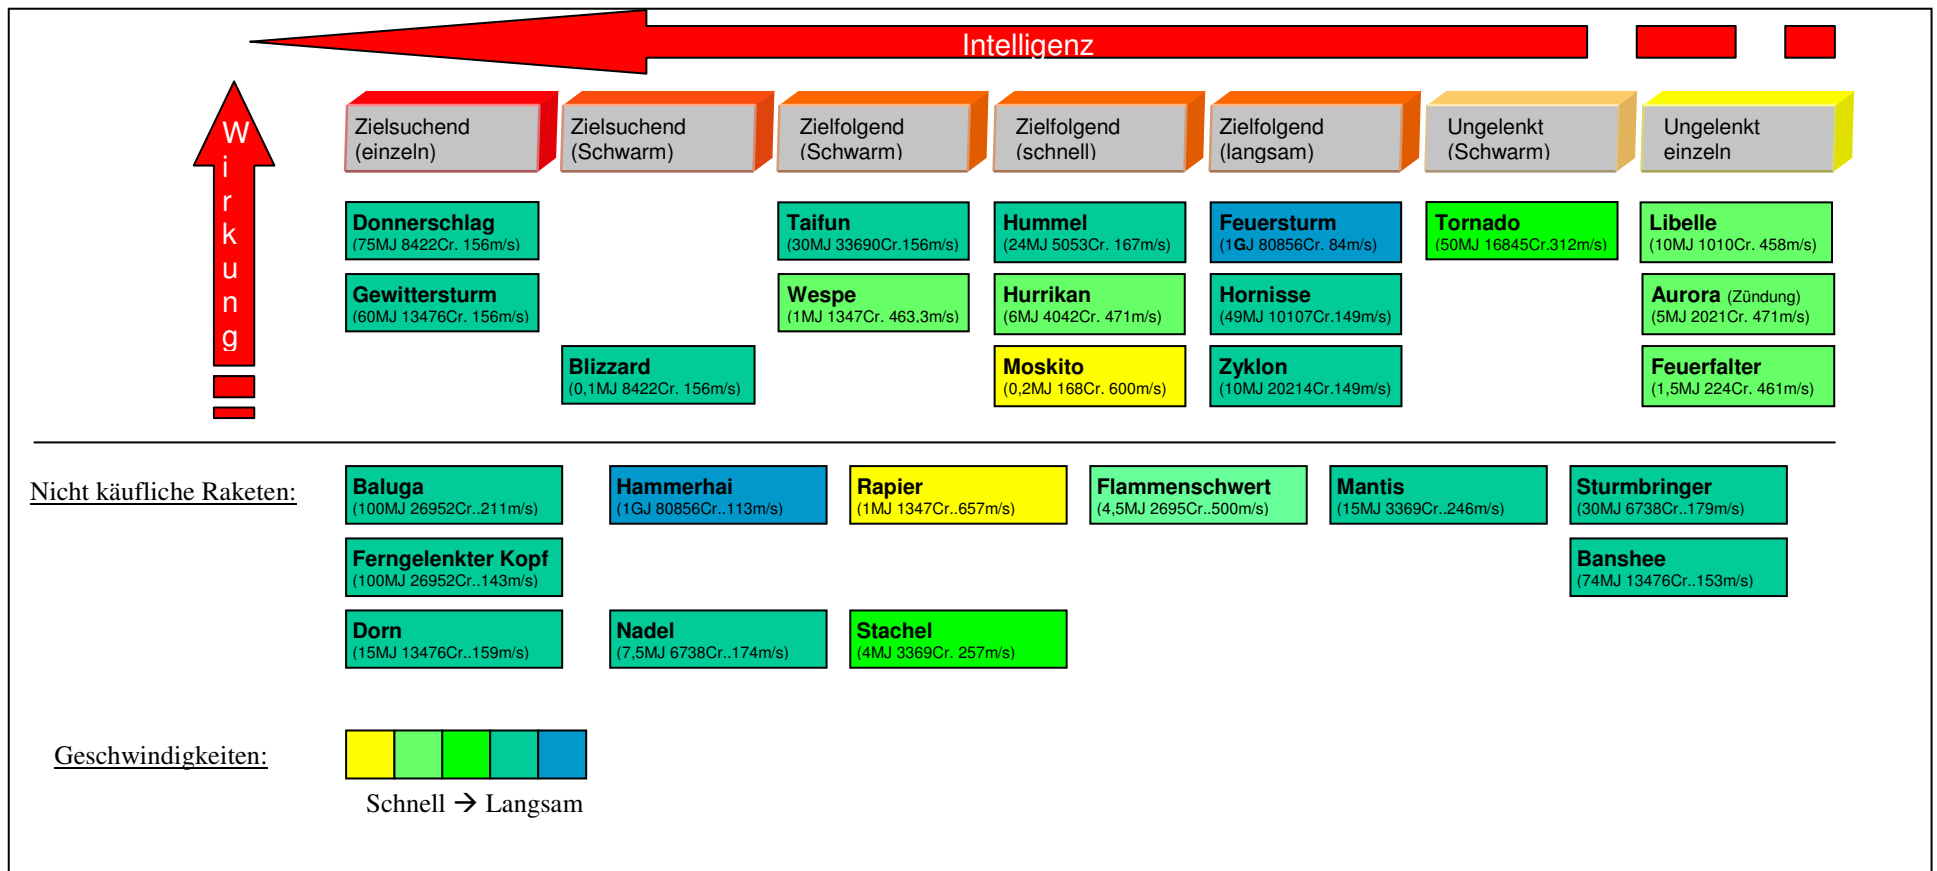 Intelligenz
Wirkung
Zielsuchend
(einzeln)
Zielsuchend
(Schwarm)
Zielfolgend
(Schwarm)
Zielfolgend
(schnell)
Zielfolgend
(langsam)
Ungelenkt
(Schwarm)
Ungelenkt
einzeln
Donnerschlag
(75MJ 8422Cr. 156m/s)
Taifun
(30MJ 33690Cr.156m/s)
Hummel
(24MJ 5053Cr. 167m/s)
Feuersturm
(1GJ 80856Cr. 84m/s)
Tornado
(50MJ 16845Cr.312m/s)
Libelle
(10MJ 1010Cr. 458m/s)
Gewittersturm
(60MJ 13476Cr. 156m/s)
Wespe
(1MJ 1347Cr. 463,3m/s)
Hurrikan
(6MJ 4042Cr. 471m/s)
Hornisse
(49MJ 10107Cr.149m/s)
Aurora (Zündung)
(5MJ 2021Cr. 471m/s)
Blizzard
(0,1MJ 8422Cr. 156m/s)
Moskito
(0,2MJ 168Cr. 600m/s)
Zyklon
(10MJ 20214Cr.149m/s)
Feuerfalter
(1,5MJ 224Cr. 461m/s)
Nicht käufliche Raketen:
Baluga
(100MJ 26952Cr..211m/s)
Hammerhai
(1GJ 80856Cr..113m/s)
Rapier
(1MJ 1347Cr..657m/s)
Flammenschwert
(4,5MJ 2695Cr..500m/s)
Mantis
(15MJ 3369Cr..246m/s)
Sturmbringer
(30MJ 6738Cr..179m/s)
Ferngelenkter Kopf
(100MJ 26952Cr..143m/s)
Banshee
(74MJ 13476Cr..153m/s)
Dorn
(15MJ 13476Cr..159m/s)
Nadel
(7,5MJ 6738Cr..174m/s)
Stachel
(4MJ 3369Cr. 257m/s)
Geschwindigkeiten:
Schnell → Langsam